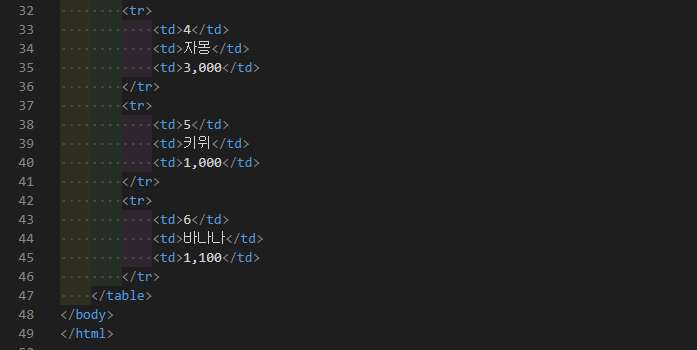 32 <tr>
33 <td>4</td>
34 <td>자몽</td>
35 <td>3,000</td>
36 </tr>
37 <tr>
38 <td>5</td>
39 <td>키위</td>
40 <td>1,000</td>
41 </tr>
42 <tr>
43 <td>6</td>
44 <td>바나나</td>
45 <td>1,100</td>
46 </tr>
47 </table>
48 </body>
49 </html>